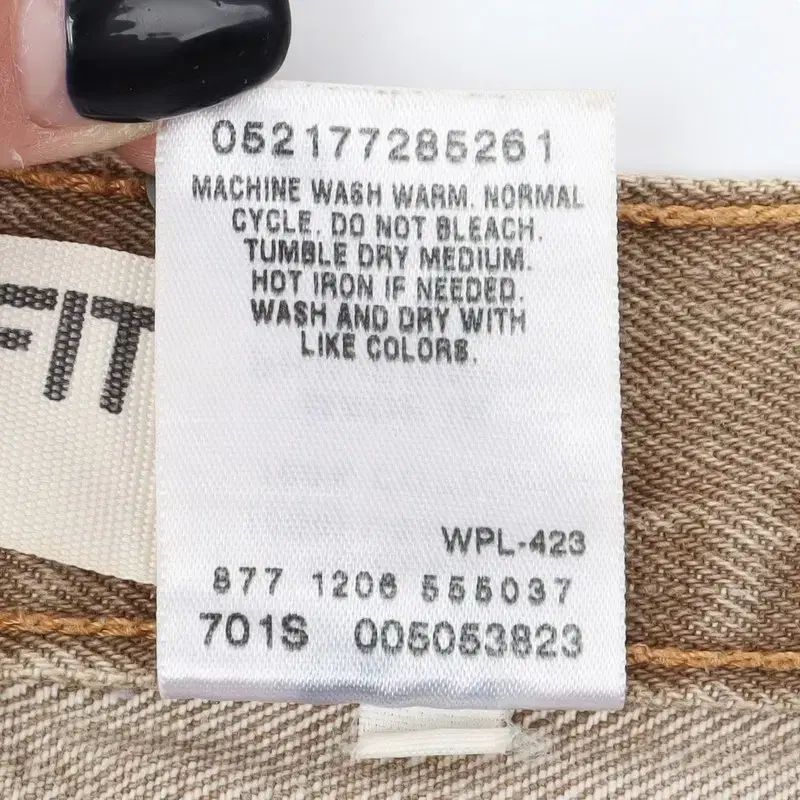 052177285261
MACHINE WASH WARM. NORMAL
CYCLE. DO NOT BLEACH.
TUMBLE DRY MEDIUM.
HOT IRON IF NEEDED.
WASH AND DRY WITH
LIKE COLORS.
FIT
WPL-423
877 1206 555037
701S 005053823